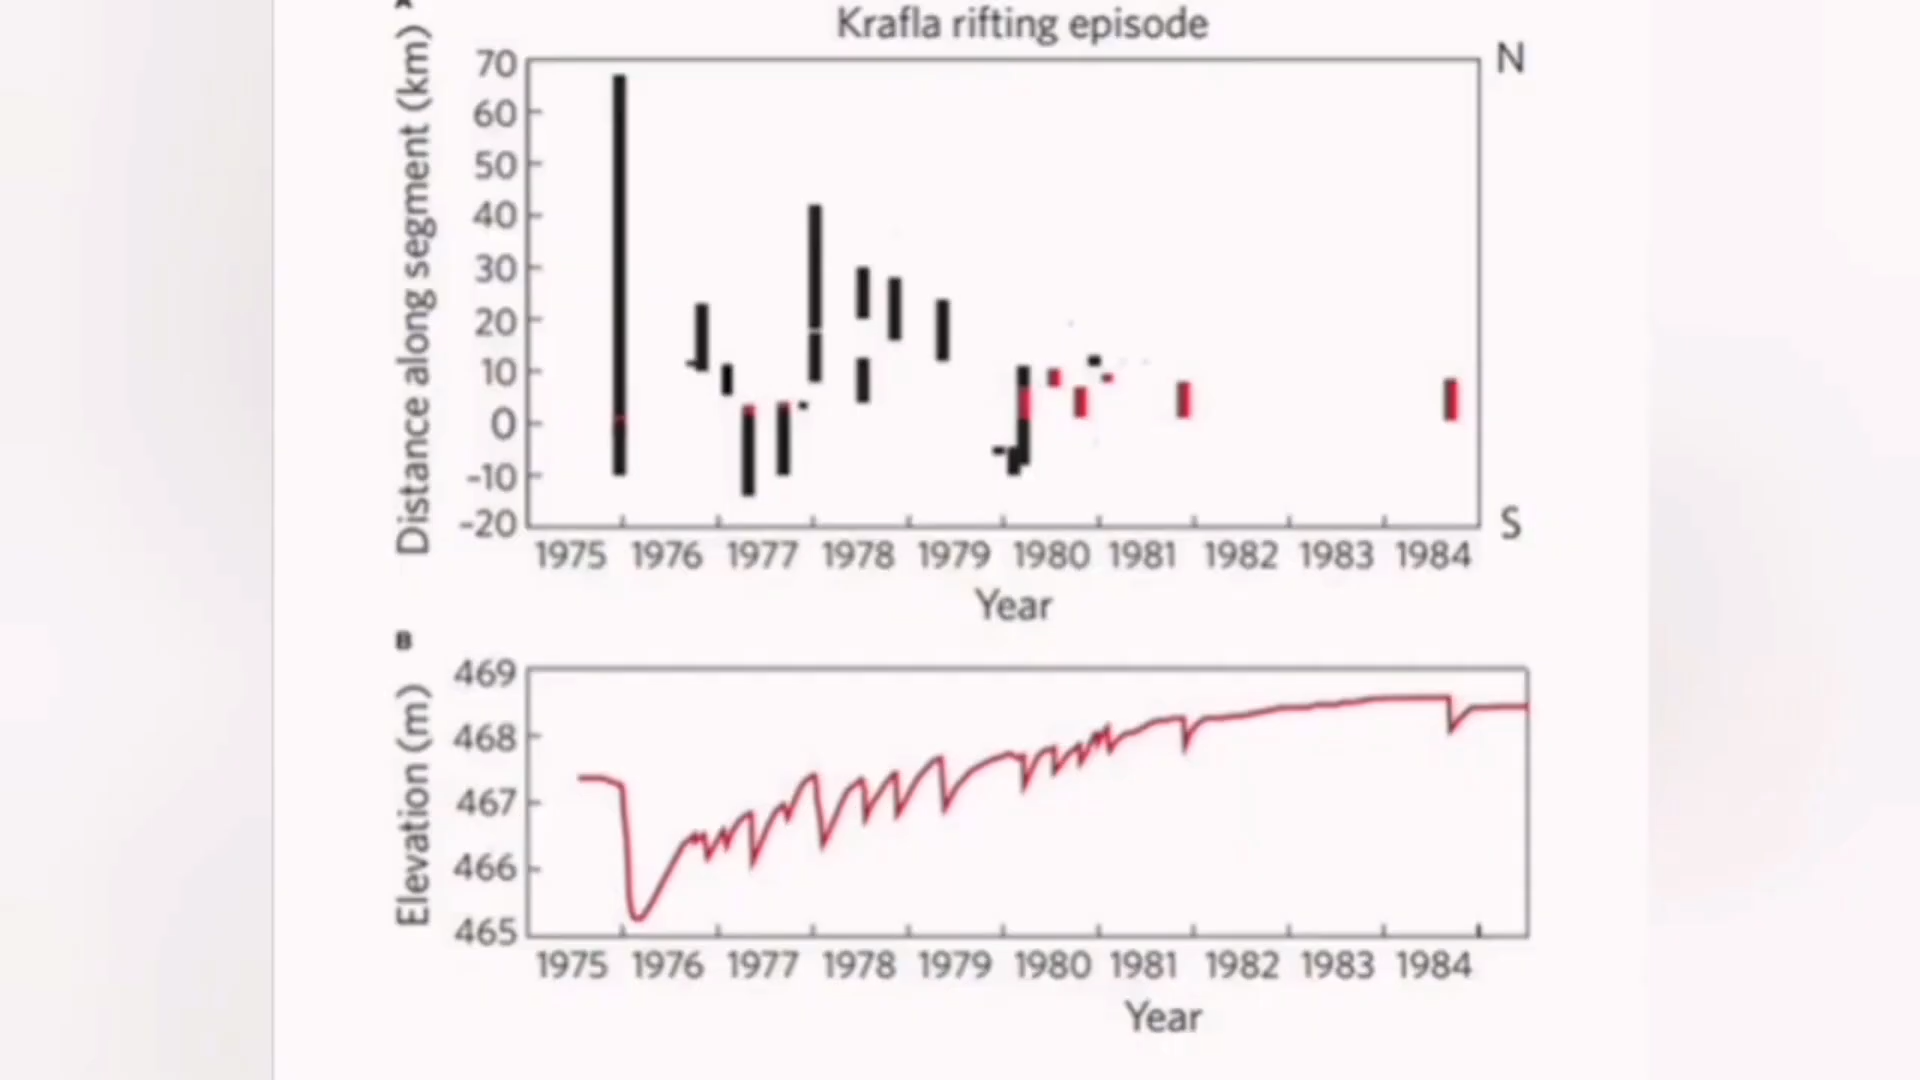 A
Krafla rifting episode
Distance along segment (km)
70
60
50
40
30
20
10
0
-10
-20
N
S
1975 1976 1977 1978 1979 1980 1981 1982 1983 1984
Year
B
Elevation (m)
469
468
467
466
465
1975 1976 1977 1978 1979 1980 1981 1982 1983 1984
Year